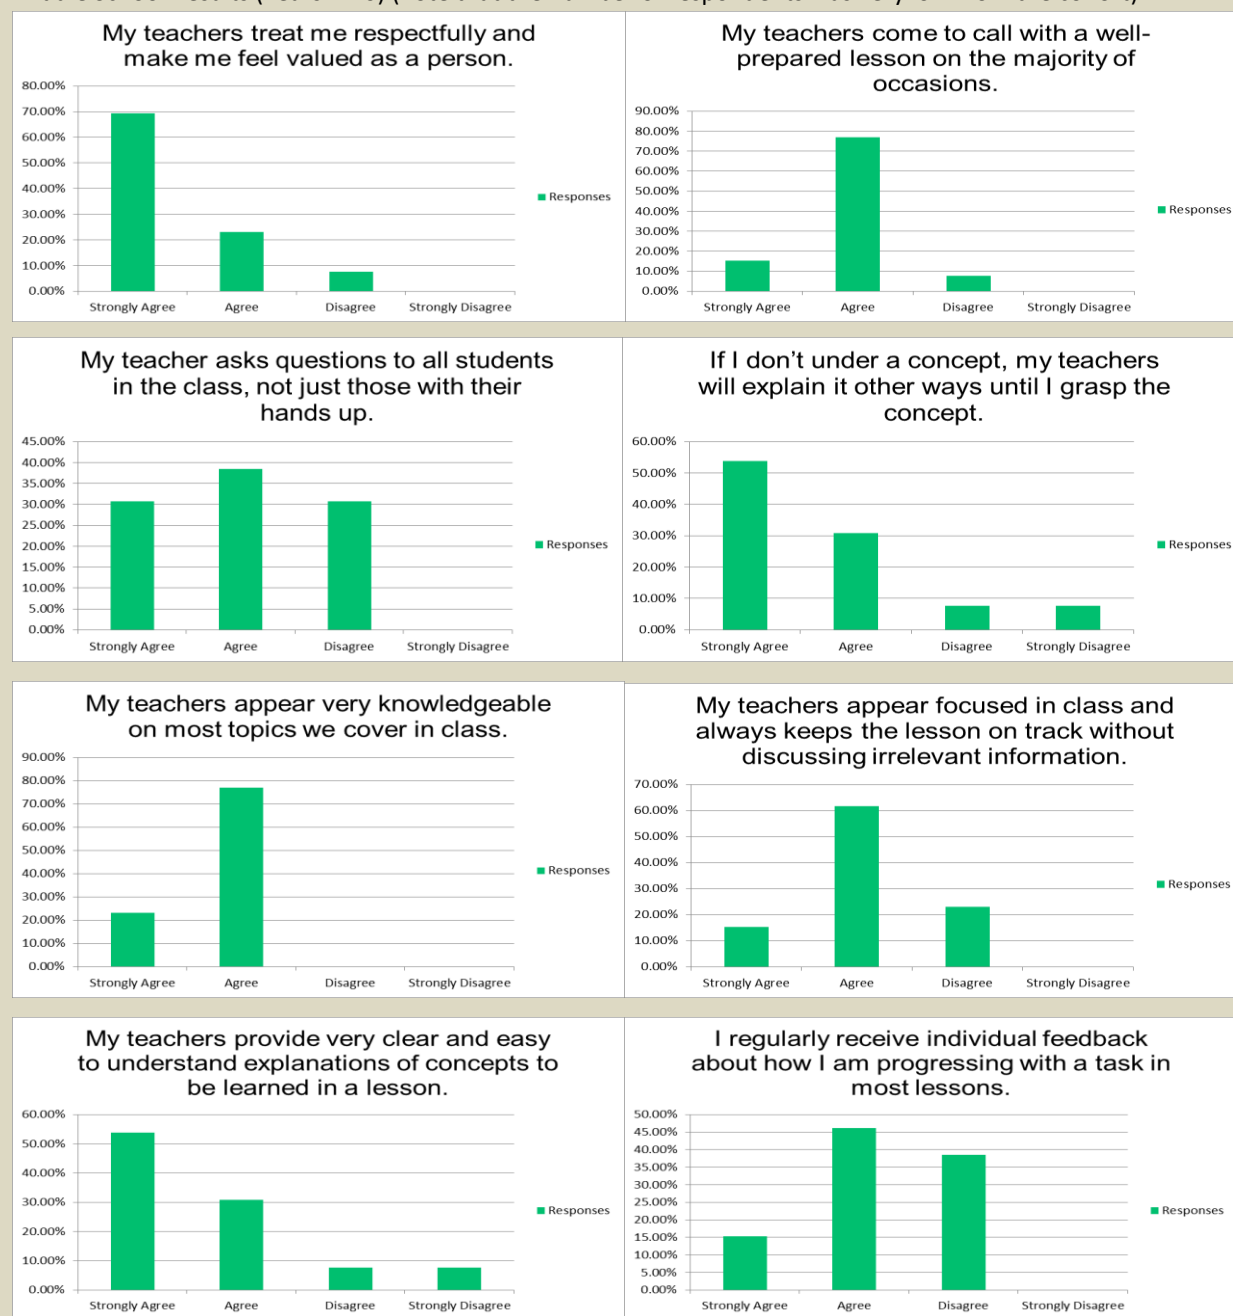 School Results (Note that the number of respondents was very low from the cohort)
My teachers treat me respectfully and
make me feel valued as a person.
80.00%
70.00%
60.00%
50.00%
40.00%
30.00%
20.00%
10.00%
0.00%
Strongly Agree Agree Disagree Strongly Disagree
Responses
My teachers come to call with a well-
prepared lesson on the majority of
occasions.
90.00%
80.00%
70.00%
60.00%
50.00%
40.00%
30.00%
20.00%
10.00%
0.00%
Strongly Agree Agree Disagree Strongly Disagree
Responses
My teacher asks questions to all students
in the class, not just those with their
hands up.
45.00%
40.00%
35.00%
30.00%
25.00%
20.00%
15.00%
10.00%
5.00%
0.00%
Strongly Agree Agree Disagree Strongly Disagree
Responses
If I don’t under a concept, my teachers
will explain it other ways until I grasp the
concept.
60.00%
50.00%
40.00%
30.00%
20.00%
10.00%
0.00%
Strongly Agree Agree Disagree Strongly Disagree
Responses
My teachers appear very knowledgeable
on most topics we cover in class.
90.00%
80.00%
70.00%
60.00%
50.00%
40.00%
30.00%
20.00%
10.00%
0.00%
Strongly Agree Agree Disagree Strongly Disagree
Responses
My teachers appear focused in class and
always keeps the lesson on track without
discussing irrelevant information.
70.00%
60.00%
50.00%
40.00%
30.00%
20.00%
10.00%
0.00%
Strongly Agree Agree Disagree Strongly Disagree
Responses
My teachers provide very clear and easy
to understand explanations of concepts to
be learned in a lesson.
60.00%
50.00%
40.00%
30.00%
20.00%
10.00%
0.00%
Strongly Agree Agree Disagree Strongly Disagree
Responses
I regularly receive individual feedback
about how I am progressing with a task in
most lessons.
50.00%
45.00%
40.00%
35.00%
30.00%
25.00%
20.00%
15.00%
10.00%
5.00%
0.00%
Strongly Agree Agree Disagree Strongly Disagree
Responses